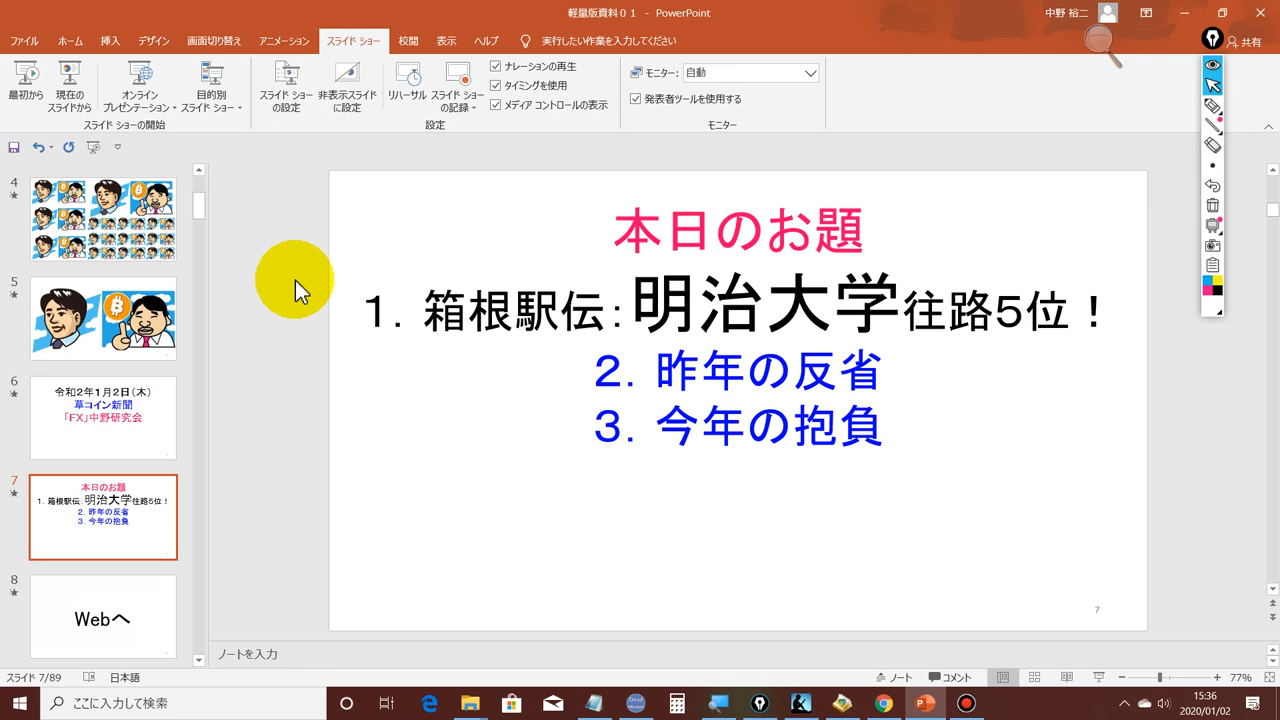 軽量版資料０１ - PowerPoint
中野 裕二
ファイル ホーム 挿入 デザイン 画面切り替え アニメーション スライド ショー 校閲 表示 ヘルプ 実行したい作業を入力してください
共有
最初から
現在の
スライドから
オンライン
プレゼンテーション
目的別
スライド ショー
スライド ショーの開始
スライド ショー
の設定
非表示スライド
に設定
リハーサル
スライド ショー
の記録
ナレーションの再生
タイミングを使用
メディア コントロールの表示
設定
モニター: 自動
発表者ツールを使用する
モニター
4
5
6
令和2年1月2日(木)
草コイン新聞
「FX」中野研究会
7
本日のお題
1. 箱根駅伝:明治大学往路5位！
2. 昨年の反省
3. 今年の抱負
8
Webへ
本日のお題
１．箱根駅伝：明治大学往路５位！
２．昨年の反省
３．今年の抱負
7
ノートを入力
スライド 7/89 日本語
ノート コメント 77%
ここに入力して検索
15:36
2020/01/02